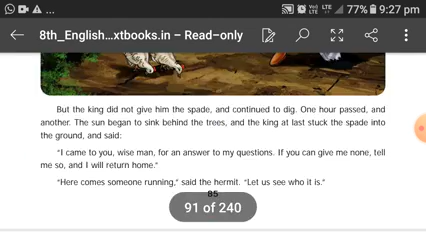 77% 9:27 pm
8th_English...xtbooks.in – Read-only
But the king did not give him the spade, and continued to dig. One hour passed, and
another. The sun began to sink behind the trees, and the king at last stuck the spade into
the ground, and said:
"I came to you, wise man, for an answer to my questions. If you can give me none, tell
me so, and I will return home."
"Here comes someone running," said the hermit. "Let us see who it is."
85
91 of 240